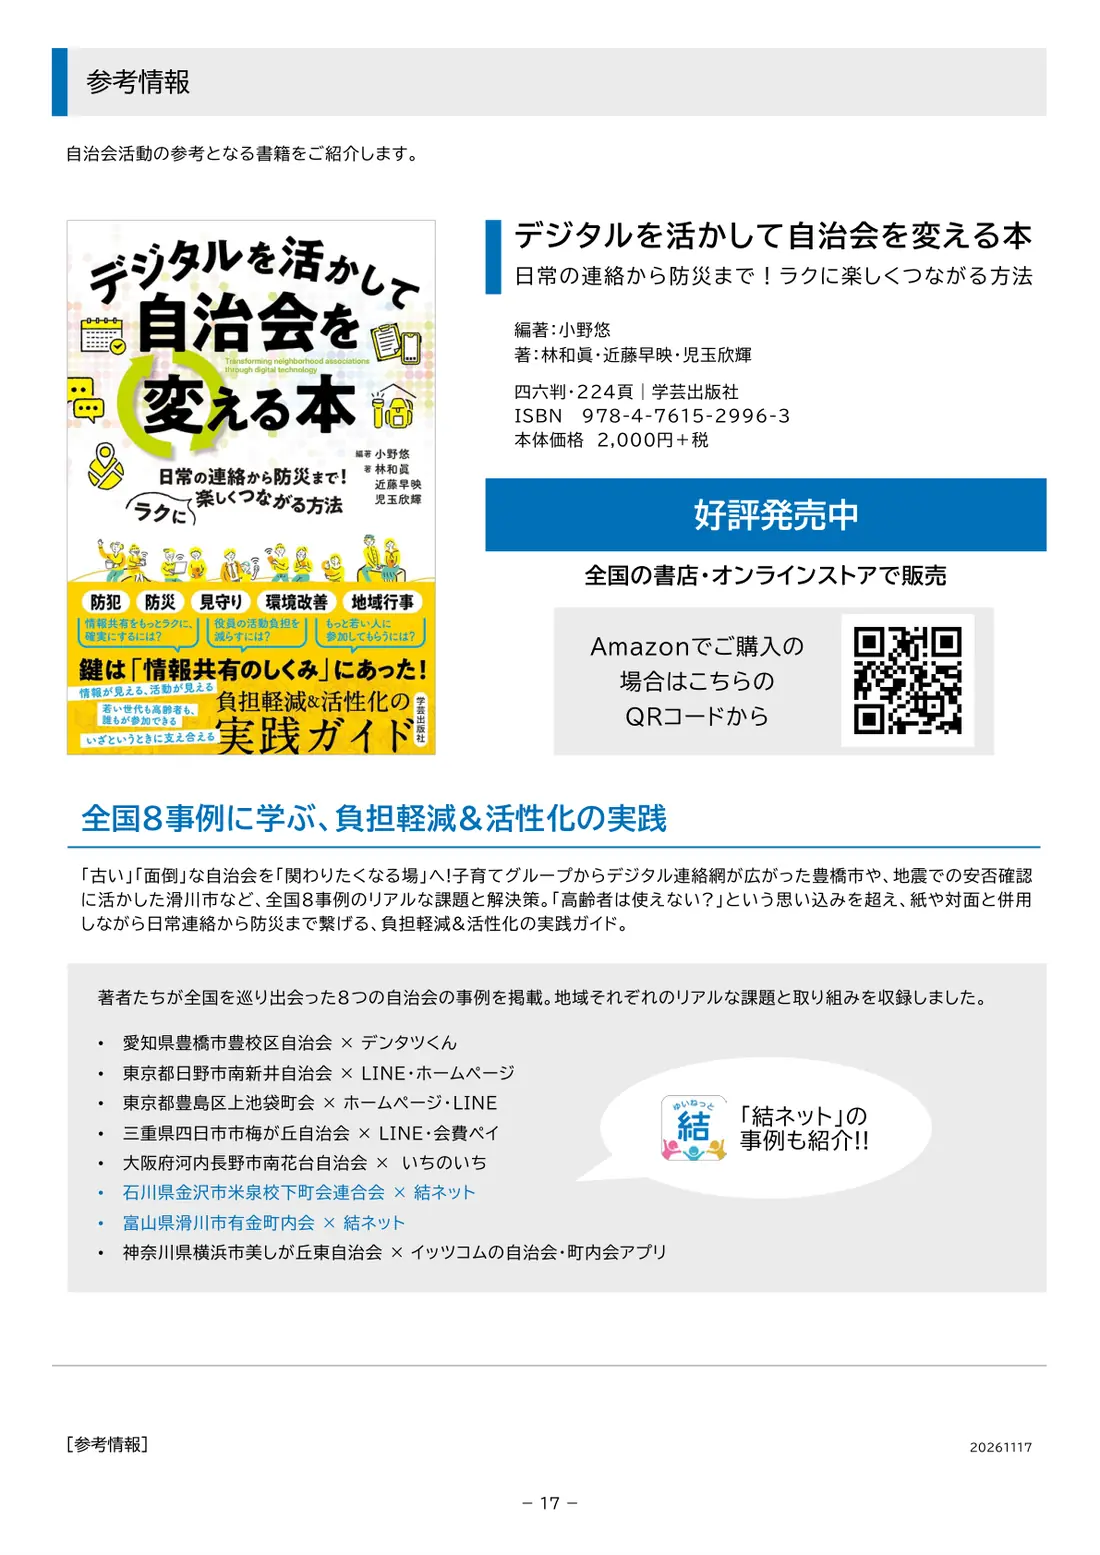 参考情報
自治会活動の参考となる書籍をご紹介します。
デジタルを活かして
自治会を
Transforming neighborhood associations
through digital technology
変える本
編著 小野悠
著 林和眞
近藤早映
児玉欣輝
日常の連絡から防災まで!
ラクに楽しくつながる方法
防犯 防災 見守り 環境改善 地域行事
情報共有をもっとラクに、
確実にするには?
役員の活動負担を
減らすには?
もっと若い人に
参加してもらうには?
鍵は「情報共有のしくみ」にあった!
情報が見える、活動が見える
若い世代も高齢者も、
誰もが参加できる
いざというときに支え合える
負担軽減&活性化の
実践ガイド
学芸出版社
デジタルを活かして自治会を変える本
日常の連絡から防災まで!ラクに楽しくつながる方法
編著:小野悠
著:林和眞・近藤早映・児玉欣輝
四六判・224頁|学芸出版社
ISBN 978-4-7615-2996-3
本体価格 2,000円+税
好評発売中
全国の書店・オンラインストアで販売
Amazonでご購入の
場合はこちらの
QRコードから
全国8事例に学ぶ、負担軽減&活性化の実践
「古い」「面倒」な自治会を「関わりたくなる場」へ!子育てグループからデジタル連絡網が広がった豊橋市や、地震での安否確認
に活かした滑川市など、全国8事例のリアルな課題と解決策。「高齢者は使えない?」という思い込みを超え、紙や対面と併用
しながら日常連絡から防災まで繋げる、負担軽減&活性化の実践ガイド。
著者たちが全国を巡り出会った8つの自治会の事例を掲載。地域それぞれのリアルな課題と取り組みを収録しました。
• 愛知県豊橋市豊校区自治会 × デンタツくん
• 東京都日野市南新井自治会 × LINE・ホームページ
• 東京都豊島区上池袋町会 × ホームページ・LINE
• 三重県四日市市梅が丘自治会 × LINE・会費ペイ
• 大阪府河内長野市南花台自治会 × いちのいち
• 石川県金沢市米泉校下町会連合会 × 結ネット
• 富山県滑川市有金町内会 × 結ネット
• 神奈川県横浜市美しが丘東自治会 × イッツコムの自治会・町内会アプリ
ゆいねっと
結
「結ネット」の
事例も紹介!!
[参考情報]
20261117
− 17 −